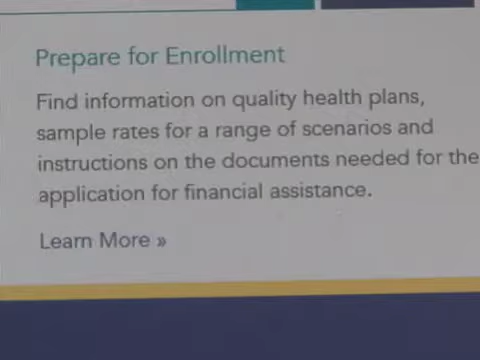 Prepare for Enrollment
Find information on quality health plans,
sample rates for a range of scenarios and
instructions on the documents needed for the
application for financial assistance.
Learn More »